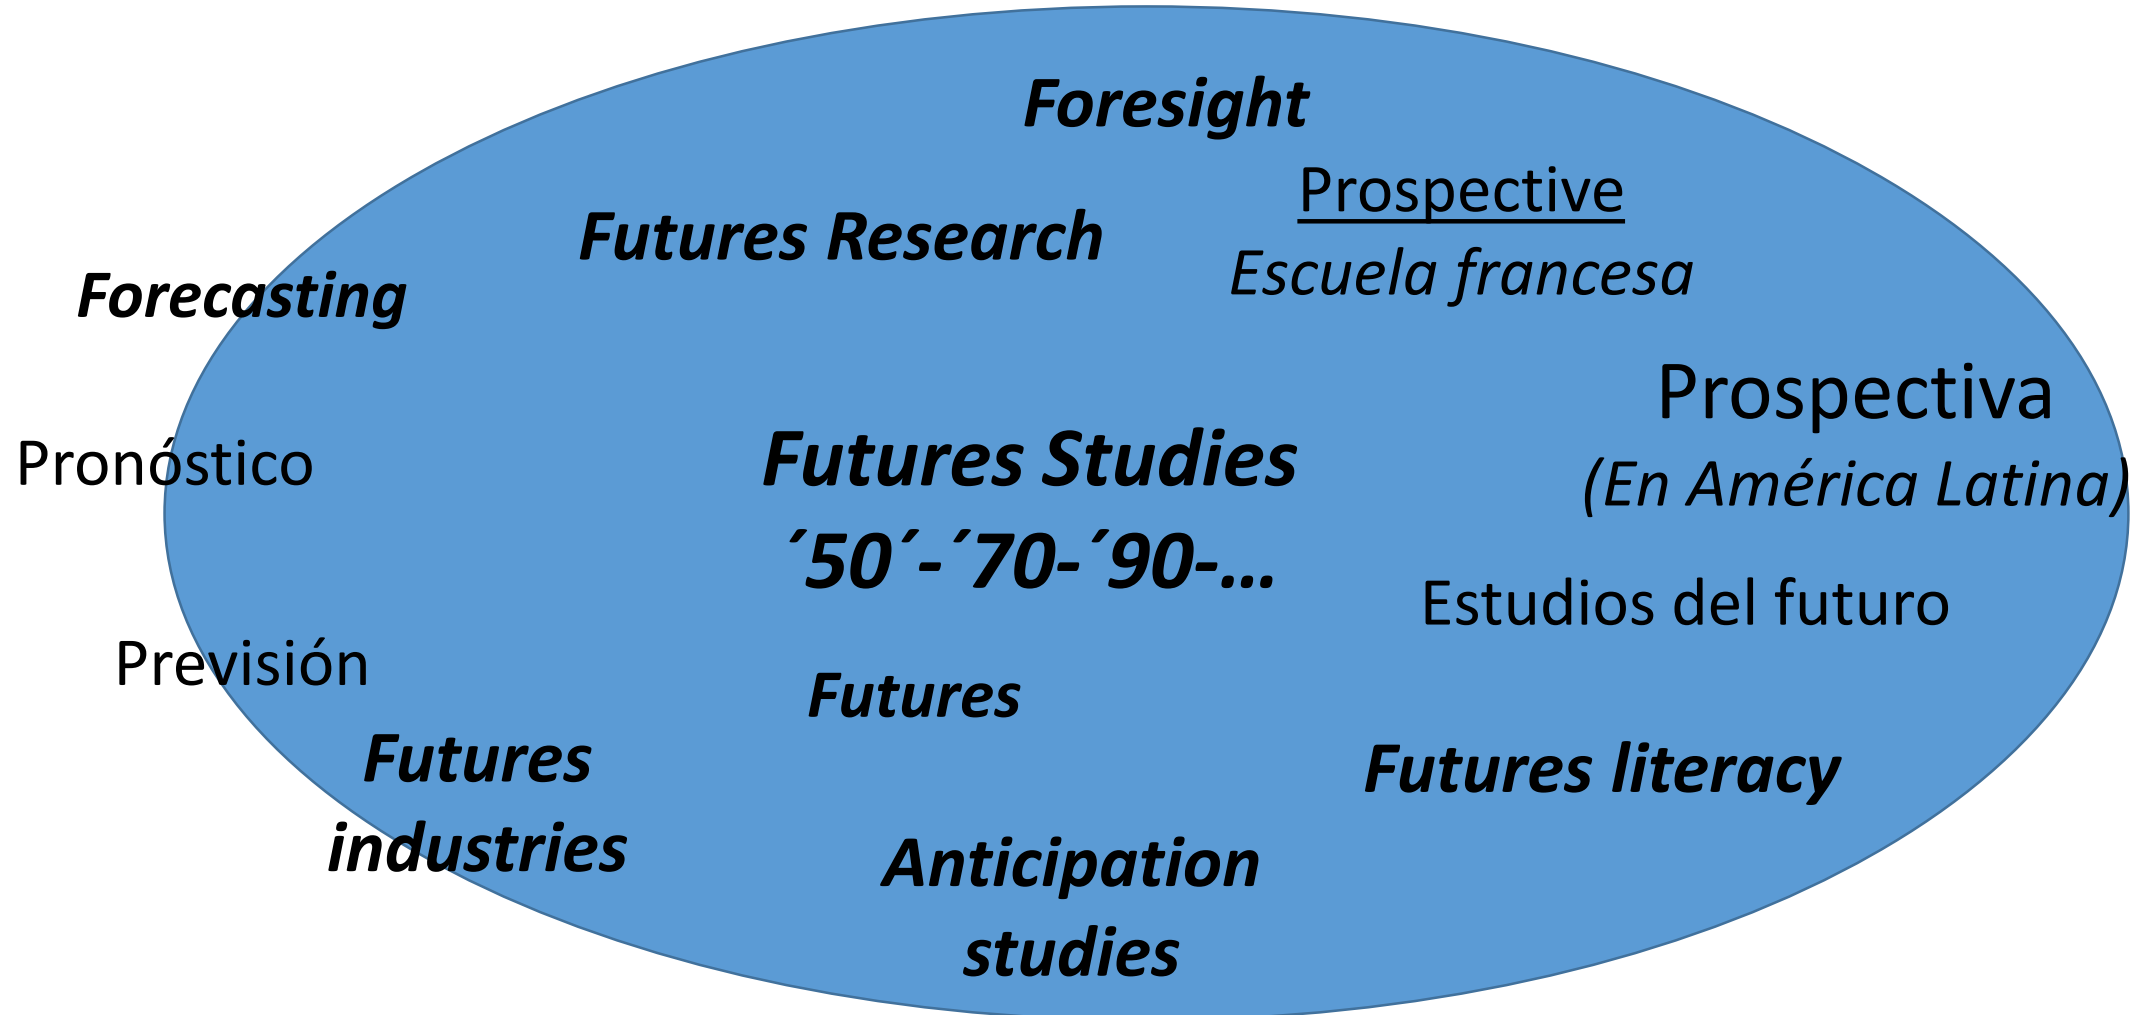 Foresight
Prospective
Escuela francesa
Futures Research
Forecasting
Prospectiva
(En América Latina)
Pronóstico
Futures Studies
´50´-´70-´90-...
Estudios del futuro
Previsión
Futures
Futures
industries
Futures literacy
Anticipation
studies